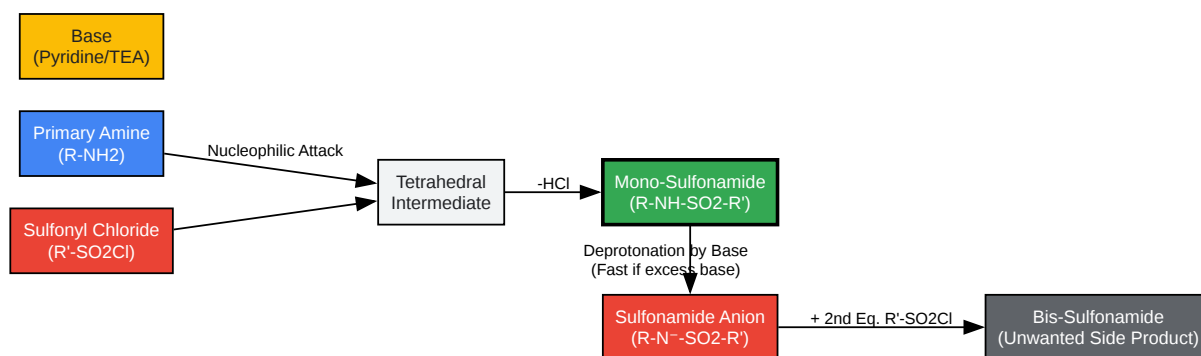 Base
(Pyridine/TEA)
Primary Amine
(R-NH2)
Nucleophilic Attack
Sulfonyl Chloride
(R'-SO2Cl)
Tetrahedral
Intermediate
-HCl
Mono-Sulfonamide
(R-NH-SO2-R')
Deprotonation by Base
(Fast if excess base)
Sulfonamide Anion
(R-N⁻-SO2-R')
+ 2nd Eq. R'-SO2Cl
Bis-Sulfonamide
(Unwanted Side Product)